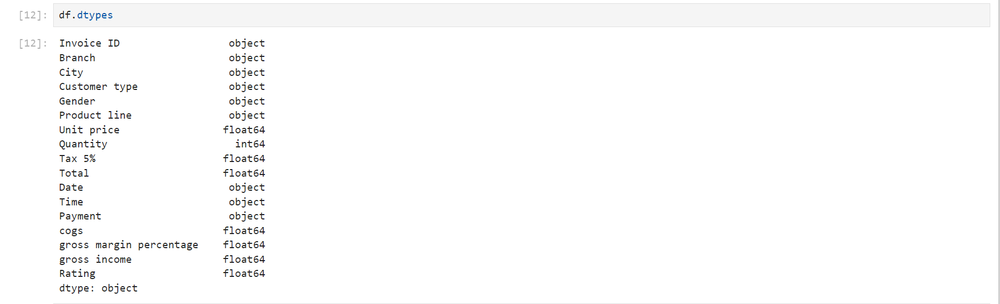 [12]: df.dtypes
[12]: Invoice ID object
Branch object
City object
Customer type object
Gender object
Product line object
Unit price float64
Quantity int64
Tax 5% float64
Total float64
Date object
Time object
Payment object
cogs float64
gross margin percentage float64
gross income float64
Rating float64
dtype: object